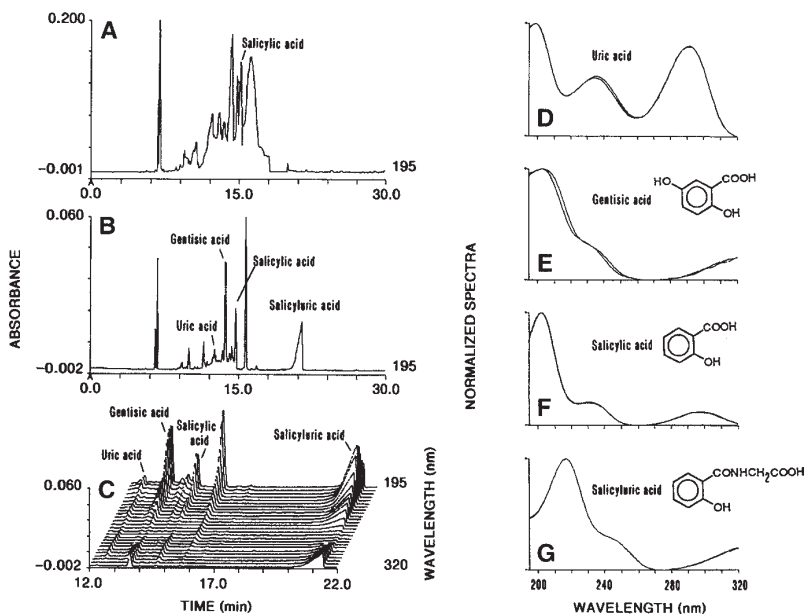 A
0.200
Salicylic acid
-0.001
195
0.0
15.0
30.0
B
0.060
Gentisic acid
Salicylic acid
Uric acid
Salicyluric acid
-0.002
195
0.0
15.0
30.0
ABSORBANCE
Gentisic acid
Uric acid
Salicylic
acid
Salicyluric acid
C
0.060
195
-0.002
320
12.0
17.0
22.0
TIME (min)
WAVELENGTH (nm)
NORMALIZED SPECTRA
Uric acid
D
Gentisic acid
HO
COOH
OH
E
Salicylic acid
COOH
OH
F
Salicyluric acid
CONHCH₂COOH
OH
G
200
240
280
320
WAVELENGTH (nm)